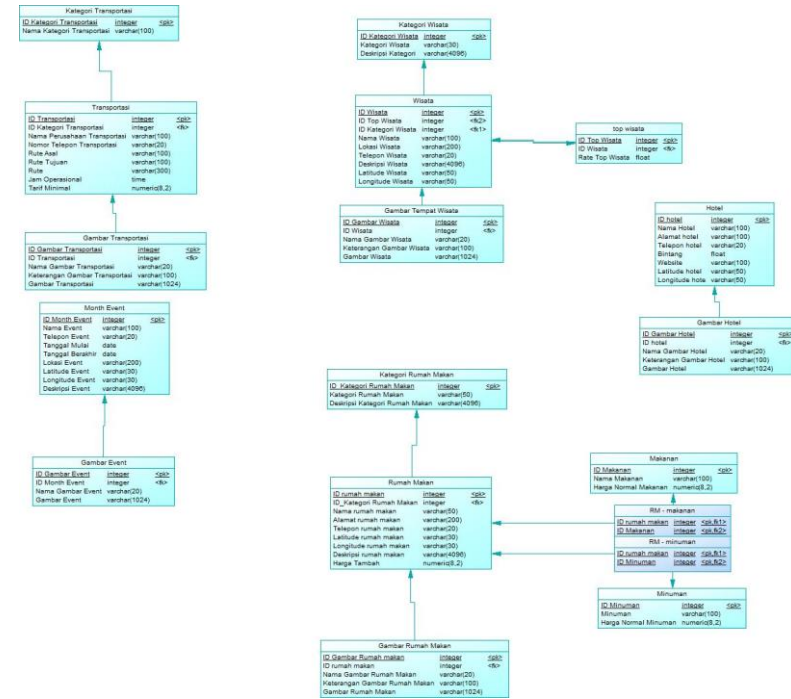 Kategori Transportasi
ID Kategori Transportasi integer <pk>
Nama Kategori Transportasi varchar(100)
Transportasi
ID Transportasi integer <pk>
ID Kategori Transportasi integer <fk>
Nama Perusahaan Transportasi varchar(100)
Nomor Telepon Transportasi varchar(20)
Rute Asal varchar(100)
Rute Tujuan varchar(100)
Rute varchar(300)
Jam Operasional time
Tarif Minimal numeric(8,2)
Gambar Transportasi
ID Gambar Transportasi integer <pk>
ID Transportasi integer <fk>
Nama Gambar Transportasi varchar(20)
Keterangan Gambar Transportasi varchar(100)
Gambar Transportasi varchar(1024)
Month Event
ID Month Event integer <pk>
Nama Event varchar(100)
Telepon Event varchar(20)
Tanggal Mulai date
Tanggal Berakhir date
Lokasi Event varchar(200)
Latitude Event varchar(30)
Longitude Event varchar(30)
Deskripsi Event varchar(4096)
Gambar Event
ID Gambar Event integer <pk>
ID Month Event integer <fk>
Nama Gambar Event varchar(20)
Gambar Event varchar(1024)
Kategori Wisata
ID Kategori Wisata integer <pk>
Kategori Wisata varchar(30)
Deskripsi Kategori varchar(4096)
Wisata
ID Wisata integer <pk>
ID Top Wisata integer <fk2>
ID Kategori Wisata integer <fk1>
Nama Wisata varchar(100)
Lokasi Wisata varchar(200)
Telepon Wisata varchar(20)
Deskripsi Wisata varchar(4096)
Latitude Wisata varchar(50)
Longitude Wisata varchar(50)
top wisata
ID Top Wisata integer <pk>
ID Wisata integer <fk>
Rate Top Wisata float
Gambar Tempat Wisata
ID Gambar Wisata integer <pk>
ID Wisata integer <fk>
Nama Gambar Wisata varchar(20)
Keterangan Gambar Wisata varchar(100)
Gambar Wisata varchar(1024)
Hotel
ID hotel integer <pk>
Nama Hotel varchar(100)
Alamat hotel varchar(100)
Telepon hotel varchar(20)
Bintang float
Website varchar(100)
Latitude hotel varchar(50)
Longitude hote varchar(50)
Gambar Hotel
ID Gambar Hotel integer <pk>
ID hotel integer <fk>
Nama Gambar Hotel varchar(20)
Keterangan Gambar Hotel varchar(100)
Gambar Hotel varchar(1024)
Kategori Rumah Makan
ID_Kategori Rumah Makan integer <pk>
Kategori Rumah Makan varchar(50)
Deskripsi Kategori Rumah Makan varchar(4096)
Rumah Makan
ID rumah makan integer <pk>
ID_Kategori Rumah Makan integer <fk>
Nama rumah makan varchar(50)
Alamat rumah makan varchar(200)
Telepon rumah makan varchar(20)
Latitude rumah makan varchar(30)
Longitude rumah makan varchar(30)
Deskripsi rumah makan varchar(4096)
Harga Tambah numeric(8,2)
Gambar Rumah Makan
ID Gambar Rumah makan integer <pk>
ID rumah makan integer <fk>
Nama Gambar Rumah Makan varchar(20)
Keterangan Gambar Rumah Makan varchar(100)
Gambar Rumah Makan varchar(1024)
Makanan
ID Makanan integer <pk>
Nama Makanan varchar(100)
Harga Normal Makanan numeric(8,2)
RM - makanan
ID rumah makan integer <pk,fk1>
ID Makanan integer <pk,fk2>
RM - minuman
ID rumah makan integer <pk,fk1>
ID Minuman integer <pk,fk2>
Minuman
ID Minuman integer <pk>
Minuman varchar(100)
Harga Normal Minuman numeric(8,2)